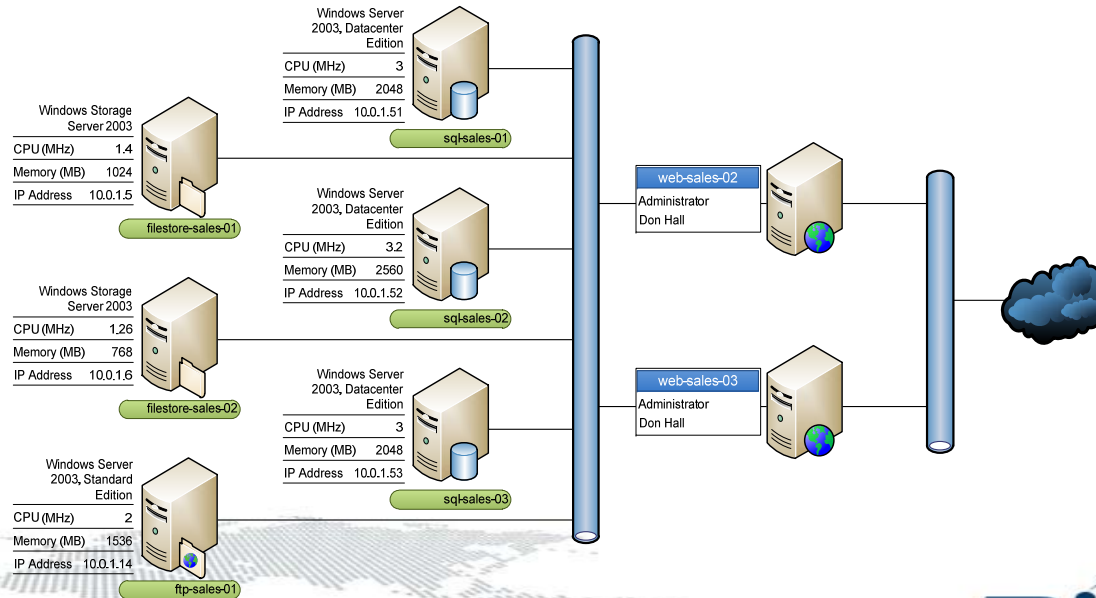 Windows Server
2003, Datacenter
Edition
CPU (MHz) 3
Memory (MB) 2048
IP Address 10.0.1.51
sql-sales-01
Windows Storage
Server 2003
CPU (MHz) 1.4
Memory (MB) 1024
IP Address 10.0.1.5
filestore-sales-01
Windows Server
2003, Datacenter
Edition
CPU (MHz) 3.2
Memory (MB) 2560
IP Address 10.0.1.52
sql-sales-02
Windows Storage
Server 2003
CPU (MHz) 1.26
Memory (MB) 768
IP Address 10.0.1.6
filestore-sales-02
Windows Server
2003, Datacenter
Edition
CPU (MHz) 3
Memory (MB) 2048
IP Address 10.0.1.53
sql-sales-03
Windows Server
2003, Standard
Edition
CPU (MHz) 2
Memory (MB) 1536
IP Address 10.0.1.14
ftp-sales-01
web-sales-02
Administrator
Don Hall
web-sales-03
Administrator
Don Hall